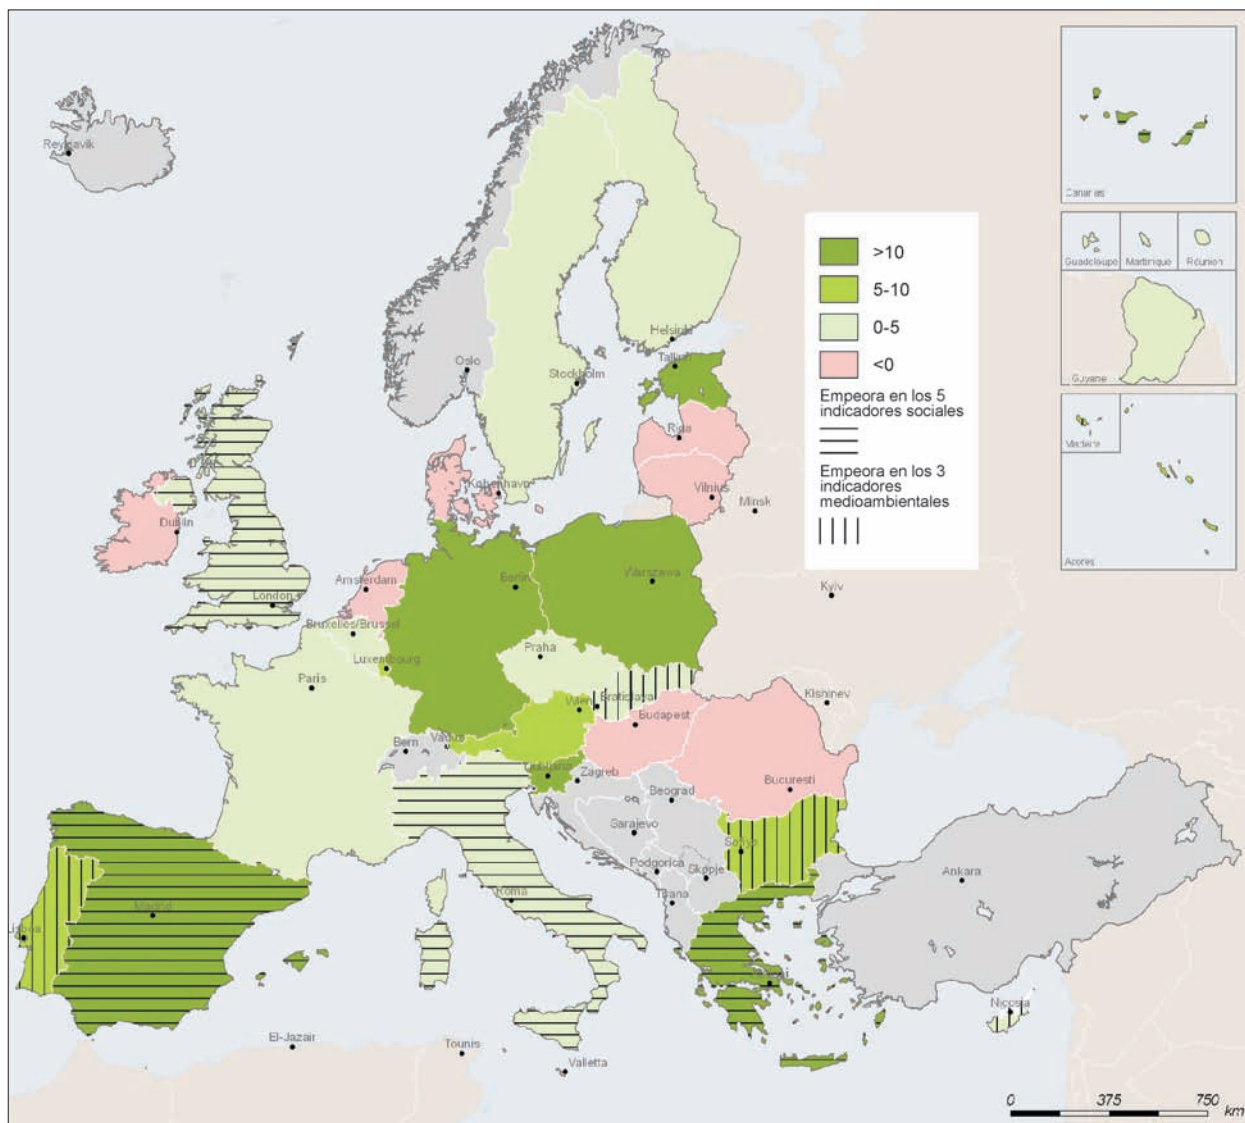 Reykjavik
Oslo
Stockholm
Helsinki
Tallinn
Riga
Vilnius
Minsk
København
Dublin
London
Amsterdam
Berlin
Warszawa
Kyiv
Bruxelles/Brussel
Luxembourg
Praha
Paris
Wien
Bratislava
Kisninev
Budapest
Bern
Vaduz
Ljubljana
Zagreb
Bucuresti
Beograd
Sarajevo
Sofiya
Podgorica
Skopje
Tirana
Roma
Madrid
Lisboa
Ankara
Nicosia
El-Jazair
Tounis
Valletta
>10
5-10
0-5
<0
Empeora en los 5
indicadores sociales
Empeora en los 3
indicadores
medioambientales
Canarias
Guadeloupe
Martinique
Réunion
Guyane
Madeira
Acores
0 375 750
km